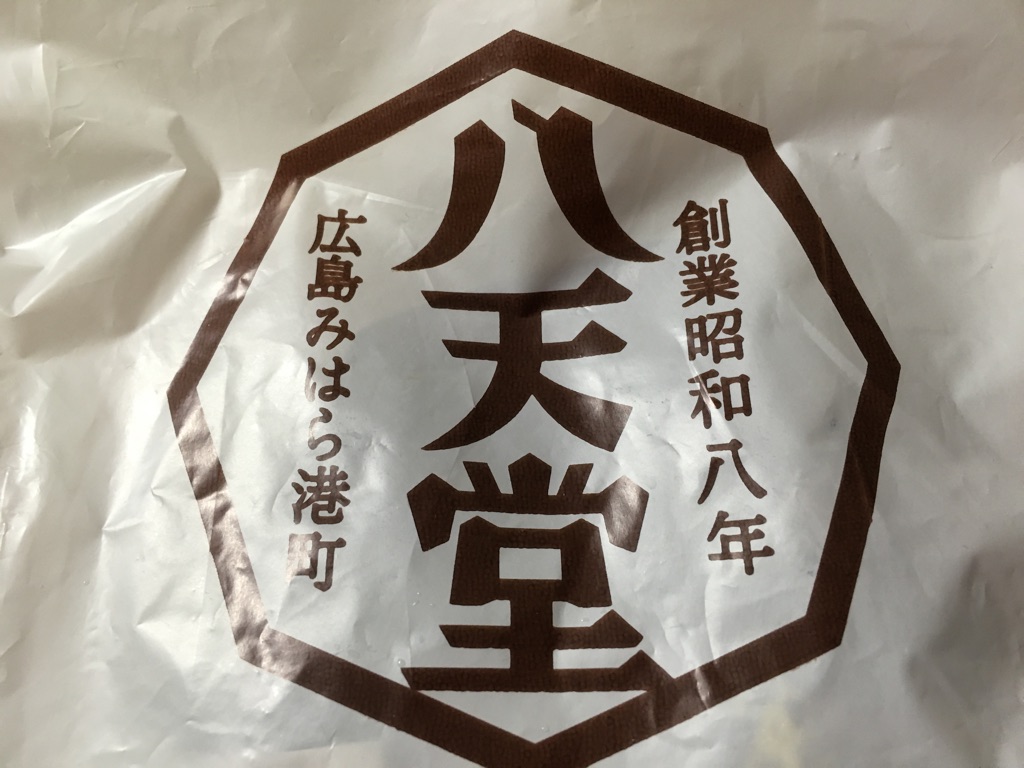 創業昭和八年
八天堂
広島みはら港町